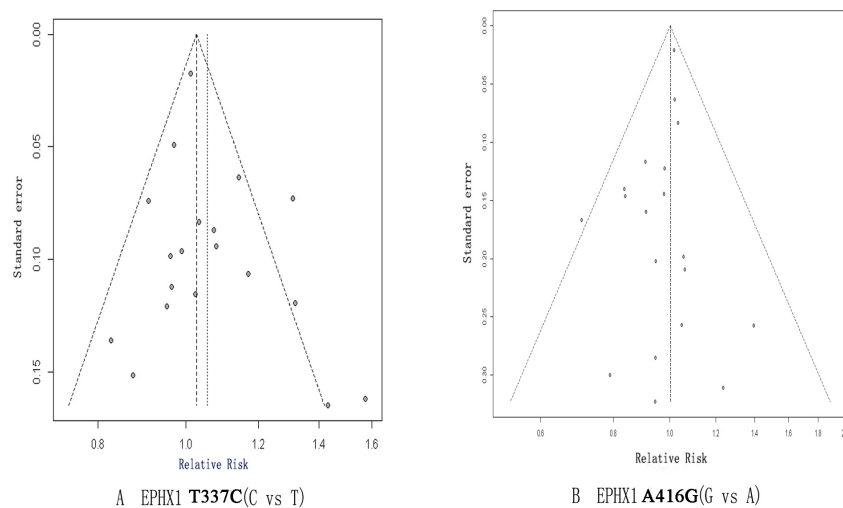 0.00
0.05
0.10
0.15
Standard error
0.8 1.0 1.2 1.4 1.6
Relative Risk
A EPHX1 T337C(C vs T)
0.00
0.05
0.10
0.15
0.20
0.25
0.30
Standard error
0.6 0.8 1.0 1.2 1.4 1.6 1.8
Relative Risk
B EPHX1 A416G(G vs A)